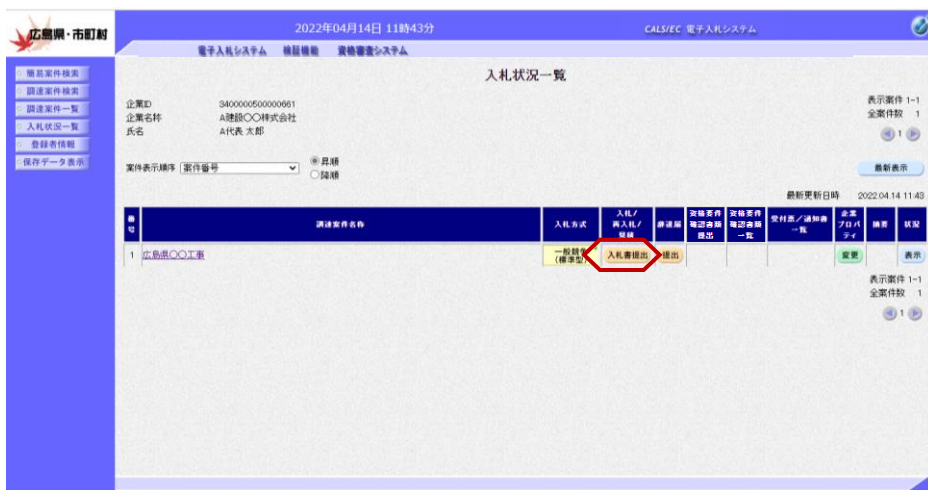 広島県・市町村
2022年04月14日 11時43分
CALS/EC 電子入札システム
電子入札システム 検証機能 資格審査システム
簡易案件検索
調達案件検索
調達案件一覧
入札状況一覧
登録者情報
保存データ表示
入札状況一覧
企業ID 3400000500000661
企業名称 A建設〇〇株式会社
氏名 A代表 太郎
表示案件 1-1
全案件数 1
1
案件表示順序 案件番号
昇順
降順
最新表示
最新更新日時 2022.04.14 11:43
番号 調達案件名称 入札方式 入札/再入札/見積 辞退届 資格要件確認書類提出 資格要件確認書類一覧 受付票/通知書一覧 企業プロパティ 摘要 状況
1 広島県〇〇工事 一般競争(標準型) 入札書提出 提出 変更 表示
表示案件 1-1
全案件数 1
1